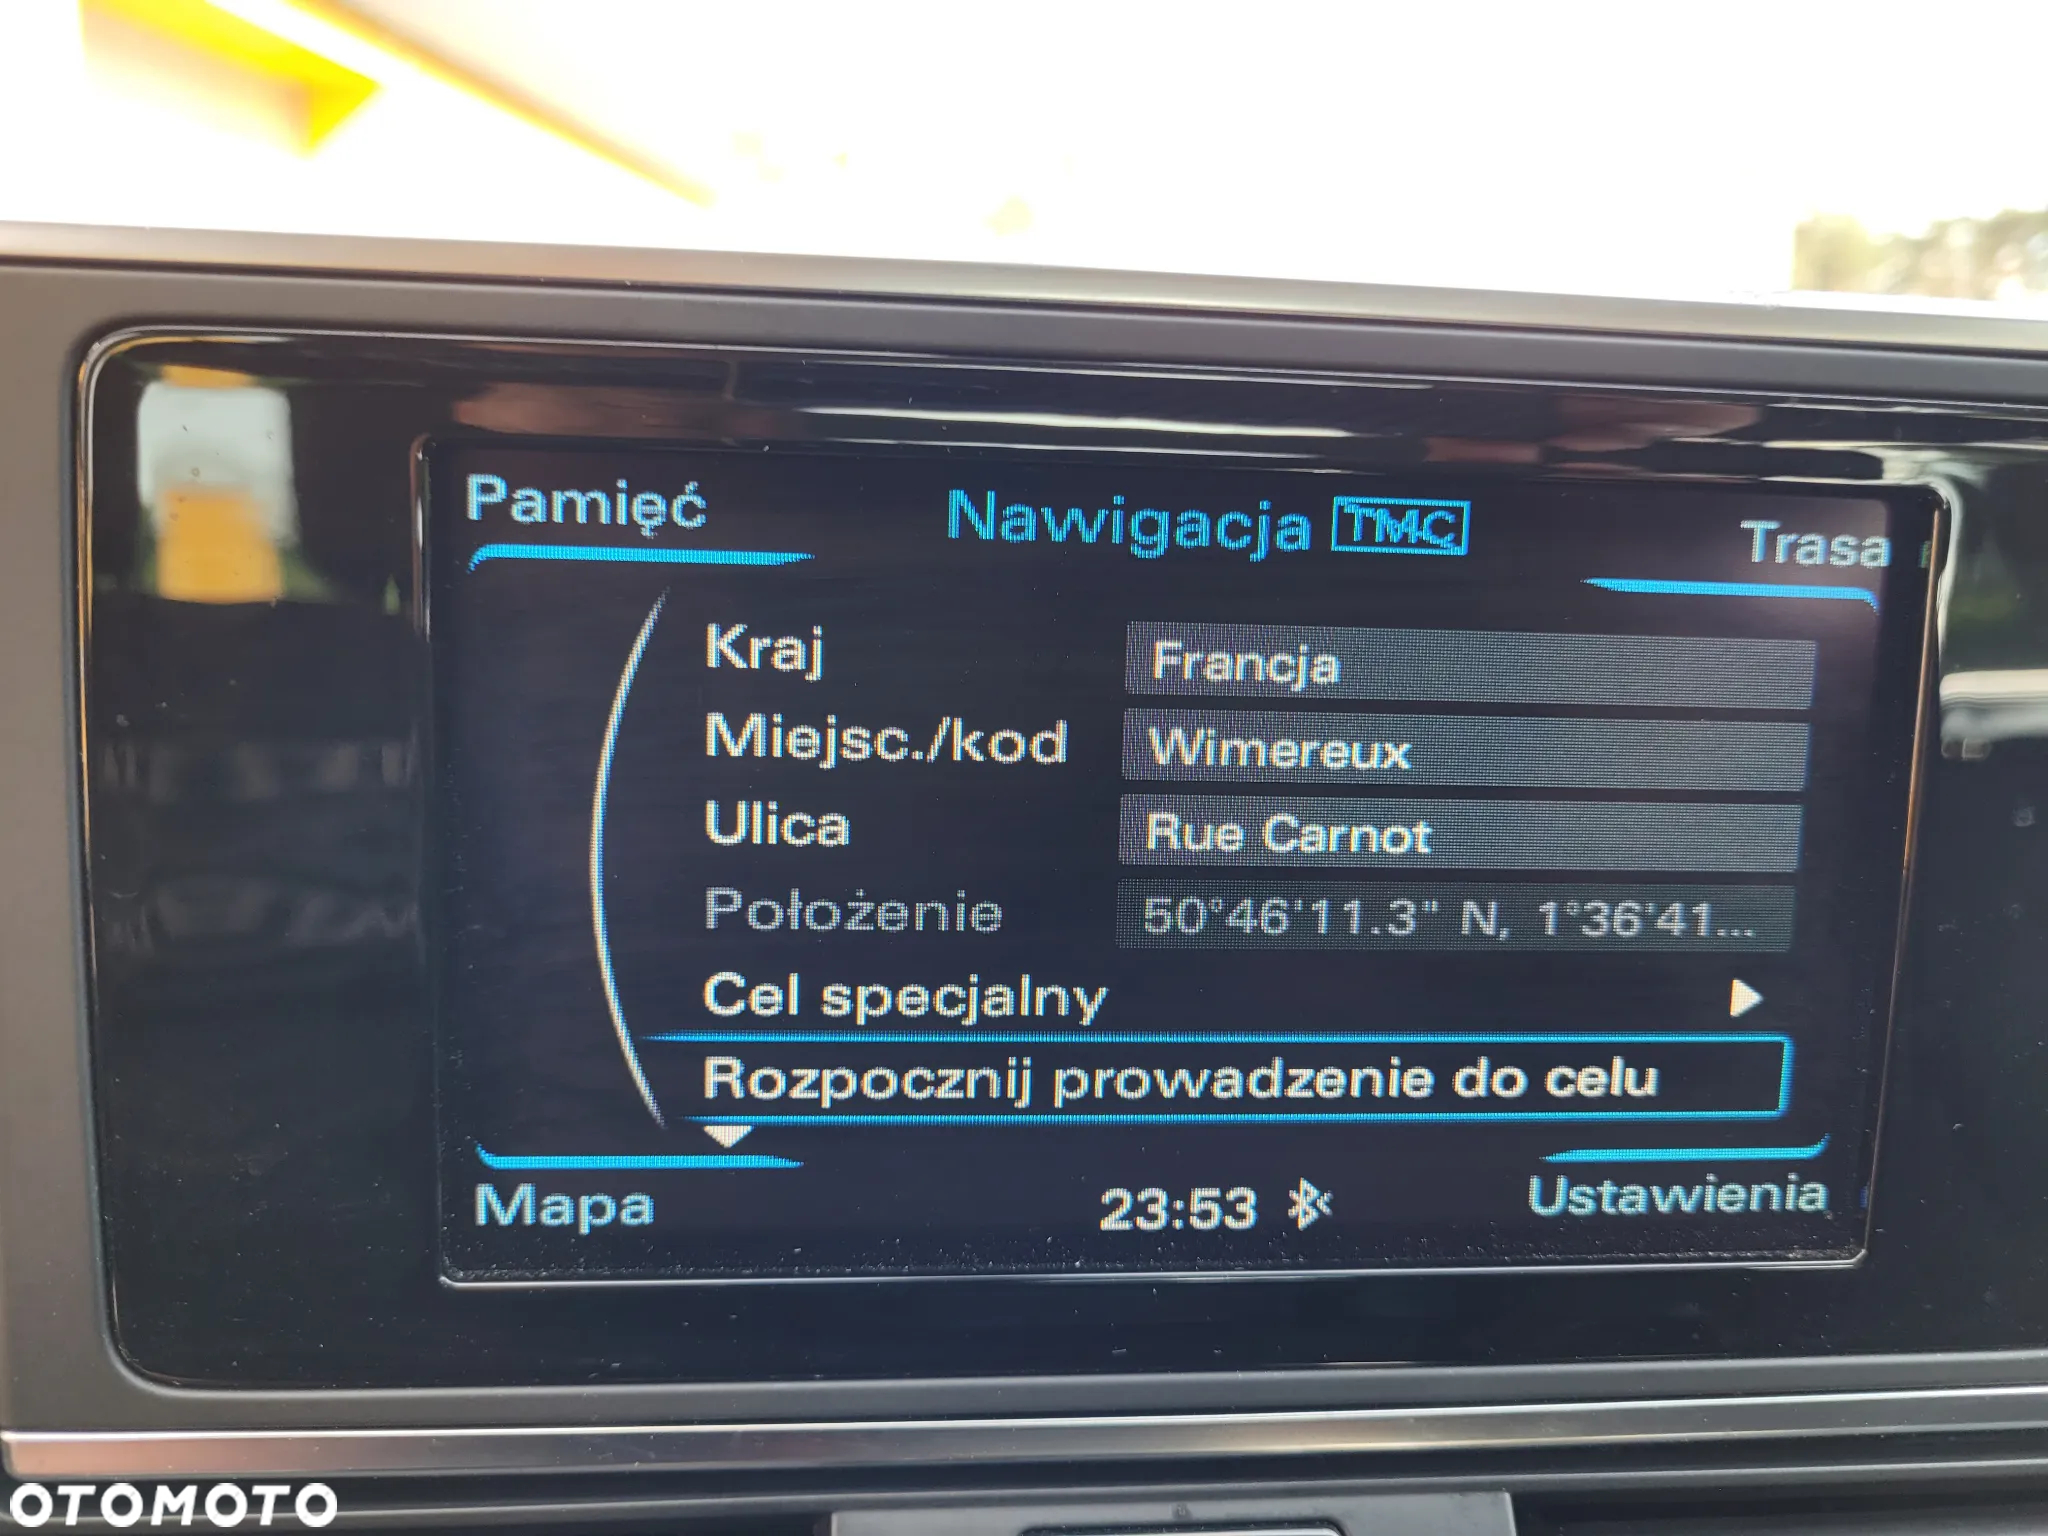 Pamięć Nawigacja TMC Trasa
Kraj Francja
Miejsc./kod Wimereux
Ulica Rue Carnot
Położenie 50°46'11.3" N, 1°36'41...
Cel specjalny
Rozpocznij prowadzenie do celu
Mapa 23:53 Ustawienia
OTOMOTO